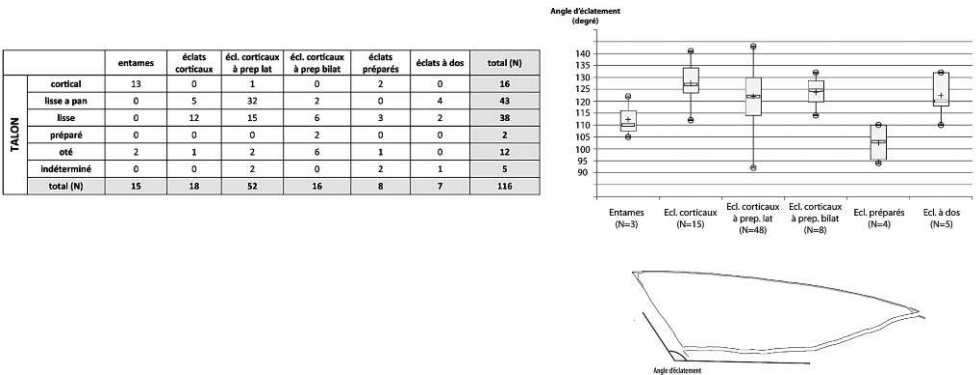 entames éclats corticaux écl. corticaux à prep lat écl. corticaux à prep bilat éclats préparés éclats à dos total (N)
TALON
cortical 13 0 1 0 2 0 16
lisse a pan 0 5 32 2 0 4 43
lisse 0 12 15 6 3 2 38
préparé 0 0 0 2 0 0 2
oté 2 1 2 6 1 0 12
indéterminé 0 0 2 0 2 1 5
total (N) 15 18 52 16 8 7 116
Angle d'éclatement
(degré)
140
135
130
125
120
115
110
105
100
95
90
Entames
(N=3)
Ecl. corticaux
(N=15)
Ecl. corticaux
à prep. lat
(N=48)
Ecl. corticaux
à prep. bilat
(N=8)
Ecl. préparés
(N=4)
Ecl. à dos
(N=5)
Angle d'éclatement